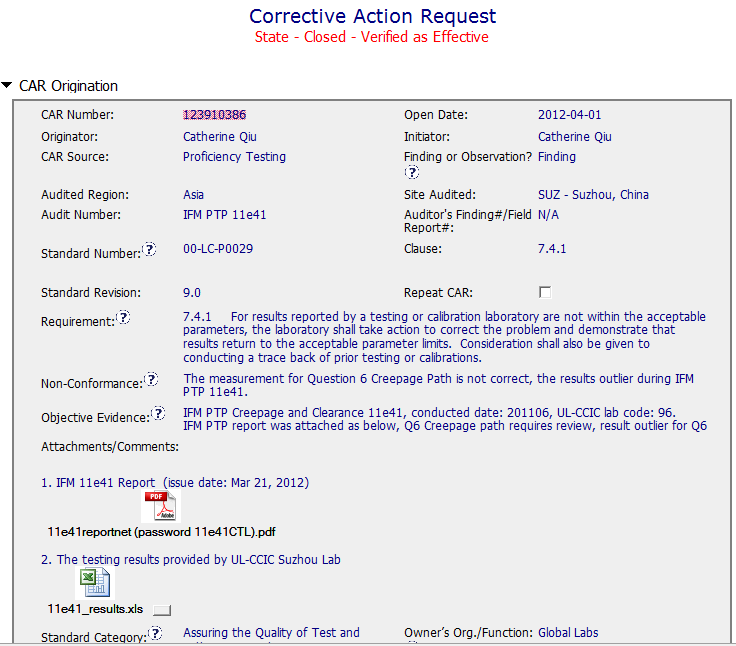 Corrective Action Request
State - Closed - Verified as Effective
CAR Origination
CAR Number: 123910386 Open Date: 2012-04-01
Originator: Catherine Qiu Initiator: Catherine Qiu
CAR Source: Proficiency Testing Finding or Observation? Finding
?
Audited Region: Asia Site Audited: SUZ - Suzhou, China
Audit Number: IFM PTP 11e41 Auditor's Finding#/Field N/A
Report#:
Standard Number: ? 00-LC-P0029 Clause: 7.4.1
Standard Revision: 9.0 Repeat CAR:
Requirement: ? 7.4.1 For results reported by a testing or calibration laboratory are not within the acceptable
parameters, the laboratory shall take action to correct the problem and demonstrate that
results return to the acceptable parameter limits. Consideration shall also be given to
conducting a trace back of prior testing or calibrations.
Non-Conformance: ? The measurement for Question 6 Creepage Path is not correct, the results outlier during IFM
PTP 11e41.
Objective Evidence: ? IFM PTP Creepage and Clearance 11e41, conducted date: 201106, UL-CCIC lab code: 96.
IFM PTP report was attached as below, Q6 Creepage path requires review, result outlier for Q6
Attachments/Comments:
1. IFM 11e41 Report (issue date: Mar 21, 2012)
PDF
Adobe
11e41reportnet (password 11e41CTL).pdf
2. The testing results provided by UL-CCIC Suzhou Lab
11e41_results.xls
Standard Category: ? Assuring the Quality of Test and Owner's Org./Function: Global Labs